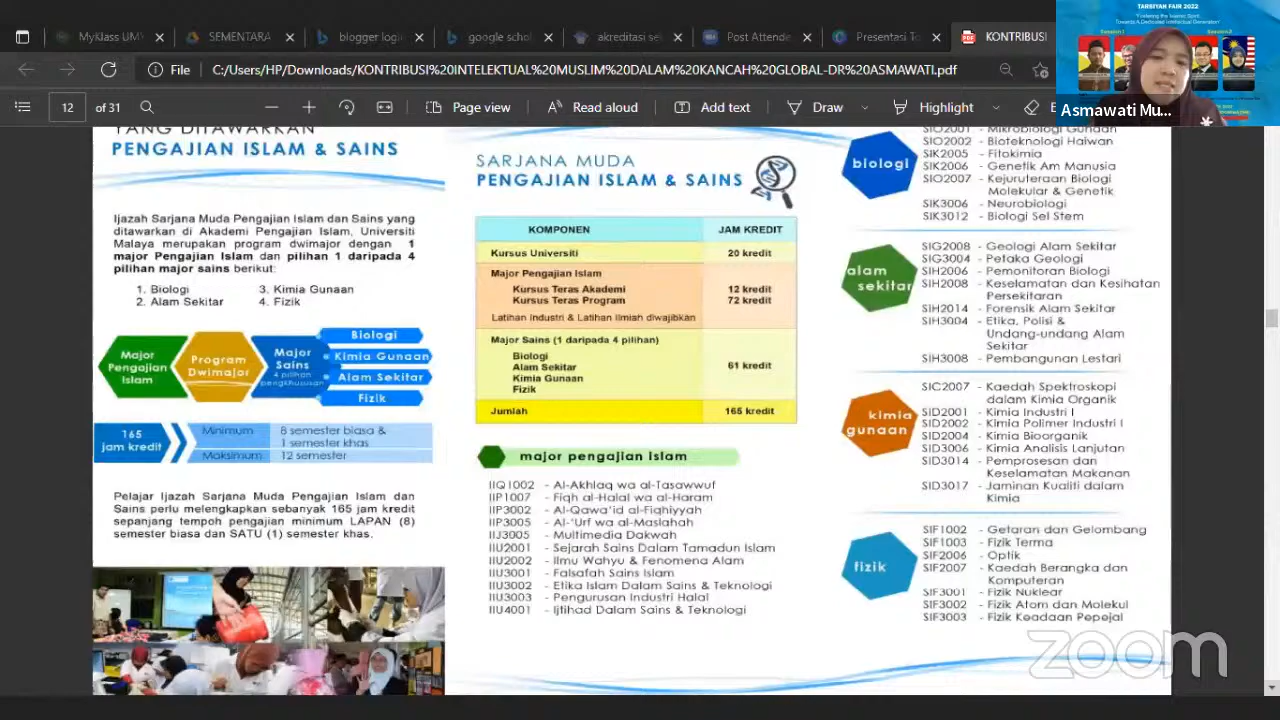 MyKlass UM
SEMENTARA
blogger logi
google schol
akreditasi se
Post Attende
Presentasi To
KONTRIBUSI
File
C:/Users/HP/Downloads/KONTRIBUSI%20INTELEKTUAL%20MUSLIM%20DALAM%20KANCAH%20GLOBAL-DR%20ASMAWATI.pdf
12 of 31
Page view
Read aloud
Add text
Draw
Highlight
TARBIYAH FAIR 2022
Asmawati Mu...
YANG DITAWARKAN
PENGAJIAN ISLAM & SAINS
Ijazah Sarjana Muda Pengajian Islam dan Sains yang
ditawarkan di Akademi Pengajian Islam, Universiti
Malaya merupakan program dwimajor dengan 1
major Pengajian Islam dan pilihan 1 daripada 4
pilihan major sains berikut:
1. Biologi
2. Alam Sekitar
3. Kimia Gunaan
4. Fizik
Major
Pengajian
Islam
Program
Dwimajor
Major
Sains
4 pilihan
pengkhususan
Biologi
Kimia Gunaan
Alam Sekitar
Fizik
165
jam kredit
Minimum
8 semester biasa &
1 semester khas
Maksimum
12 semester
Pelajar Ijazah Sarjana Muda Pengajian Islam dan
Sains perlu melengkapkan sebanyak 165 jam kredit
sepanjang tempoh pengajian minimum LAPAN (8)
semester biasa dan SATU (1) semester khas.
SARJANA MUDA
PENGAJIAN ISLAM & SAINS
KOMPONEN JAM KREDIT
Kursus Universiti 20 kredit
Major Pengajian Islam
Kursus Teras Akademi 12 kredit
Kursus Teras Program 72 kredit
Latihan Industri & Latihan Ilmiah diwajibkan
Major Sains (1 daripada 4 pilihan)
Biologi
Alam Sekitar
Kimia Gunaan
Fizik
61 kredit
Jumlah 165 kredit
major pengajian Islam
IIQ1002 - Al-Akhlaq wa al-Tasawwuf
IIP1007 - Fiqh al-Halal wa al-Haram
IIP3002 - Al-Qawa'id al-Fiqhiyyah
IIP3005 - Al-'Urf wa al-Maslahah
IIJ3005 - Multimedia Dakwah
IIU2001 - Sejarah Sains Dalam Tamadun Islam
IIU2002 - Ilmu Wahyu & Fenomena Alam
IIU3001 - Falsafah Sains Islam
IIU3002 - Etika Islam Dalam Sains & Teknologi
IIU3003 - Pengurusan Industri Halal
IIU4001 - Ijtihad Dalam Sains & Teknologi
biologi
SIO2001 - Mikrobiologi Gunaan
SIO2002 - Bioteknologi Haiwan
SIK2005 - Fitokimia
SIK2006 - Genetik Am Manusia
SIO2007 - Kejuruteraan Biologi
Molekular & Genetik
SIK3006 - Neurobiologi
SIK3012 - Biologi Sel Stem
alam
sekitar
SIG2008 - Geologi Alam Sekitar
SIG3004 - Petaka Geologi
SIH2006 - Pemonitoran Biologi
SIH2008 - Keselamatan dan Kesihatan
Persekitaran
SIH2014 - Forensik Alam Sekitar
SIH3004 - Etika, Polisi &
Undang-undang Alam
Sekitar
SIH3008 - Pembangunan Lestari
kimia
gunaan
SIC2007 - Kaedah Spektroskopi
dalam Kimia Organik
SID2001 - Kimia Industri I
SID2002 - Kimia Polimer Industri I
SID2004 - Kimia Bioorganik
SID3006 - Kimia Analisis Lanjutan
SID3014 - Pemprosesan dan
Keselamatan Makanan
SID3017 - Jaminan Kualiti dalam
Kimia
fizik
SIF1002 - Getaran dan Gelombang
SIF1003 - Fizik Terma
SIF2006 - Optik
SIF2007 - Kaedah Berangka dan
Komputeran
SIF3001 - Fizik Nuklear
SIF3002 - Fizik Atom dan Molekul
SIF3003 - Fizik Keadaan Pepejal
zoom